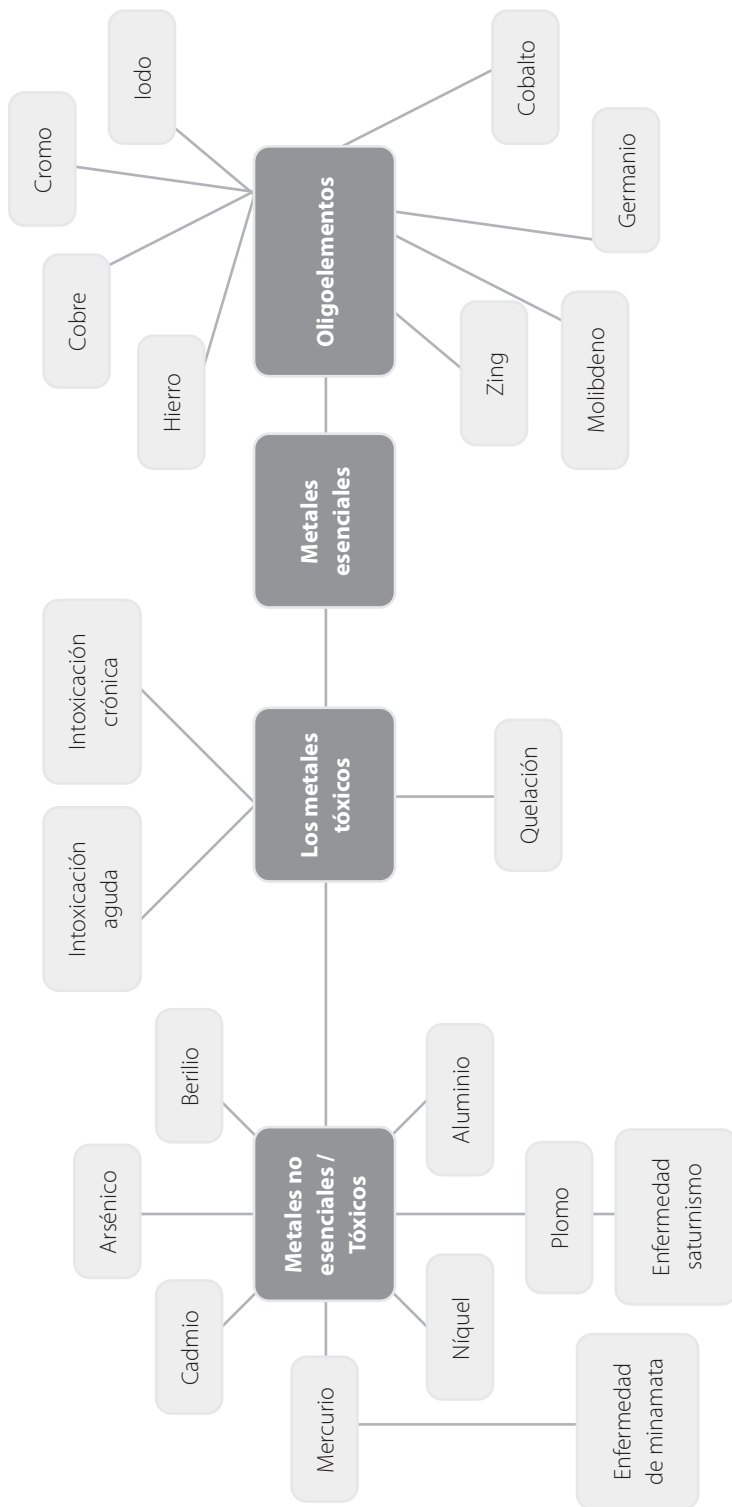 Arsénico
Cadmio
Berilio
Mercurio
Metales no
esenciales /
Tóxicos
Níquel
Aluminio
Plomo
Enfermedad
de minamata
Enfermedad
saturnismo
Intoxicación
aguda
Intoxicación
crónica
Los metales
tóxicos
Quelación
Metales
esenciales
Cromo
Cobre
Iodo
Hierro
Oligoelementos
Zing
Cobalto
Molibdeno
Germanio